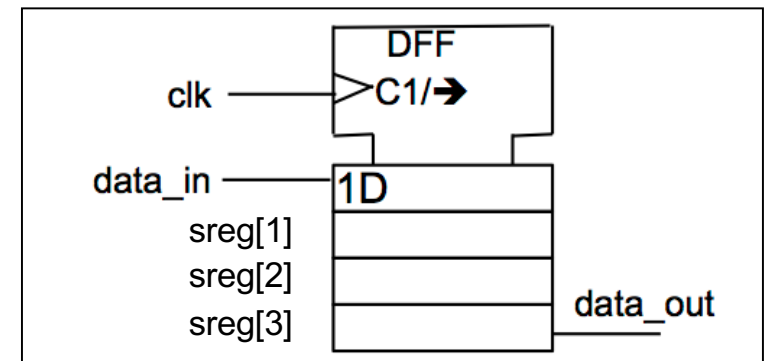 DFF
clk C1/➔
data_in 1D
sreg[1]
sreg[2]
sreg[3] data_out